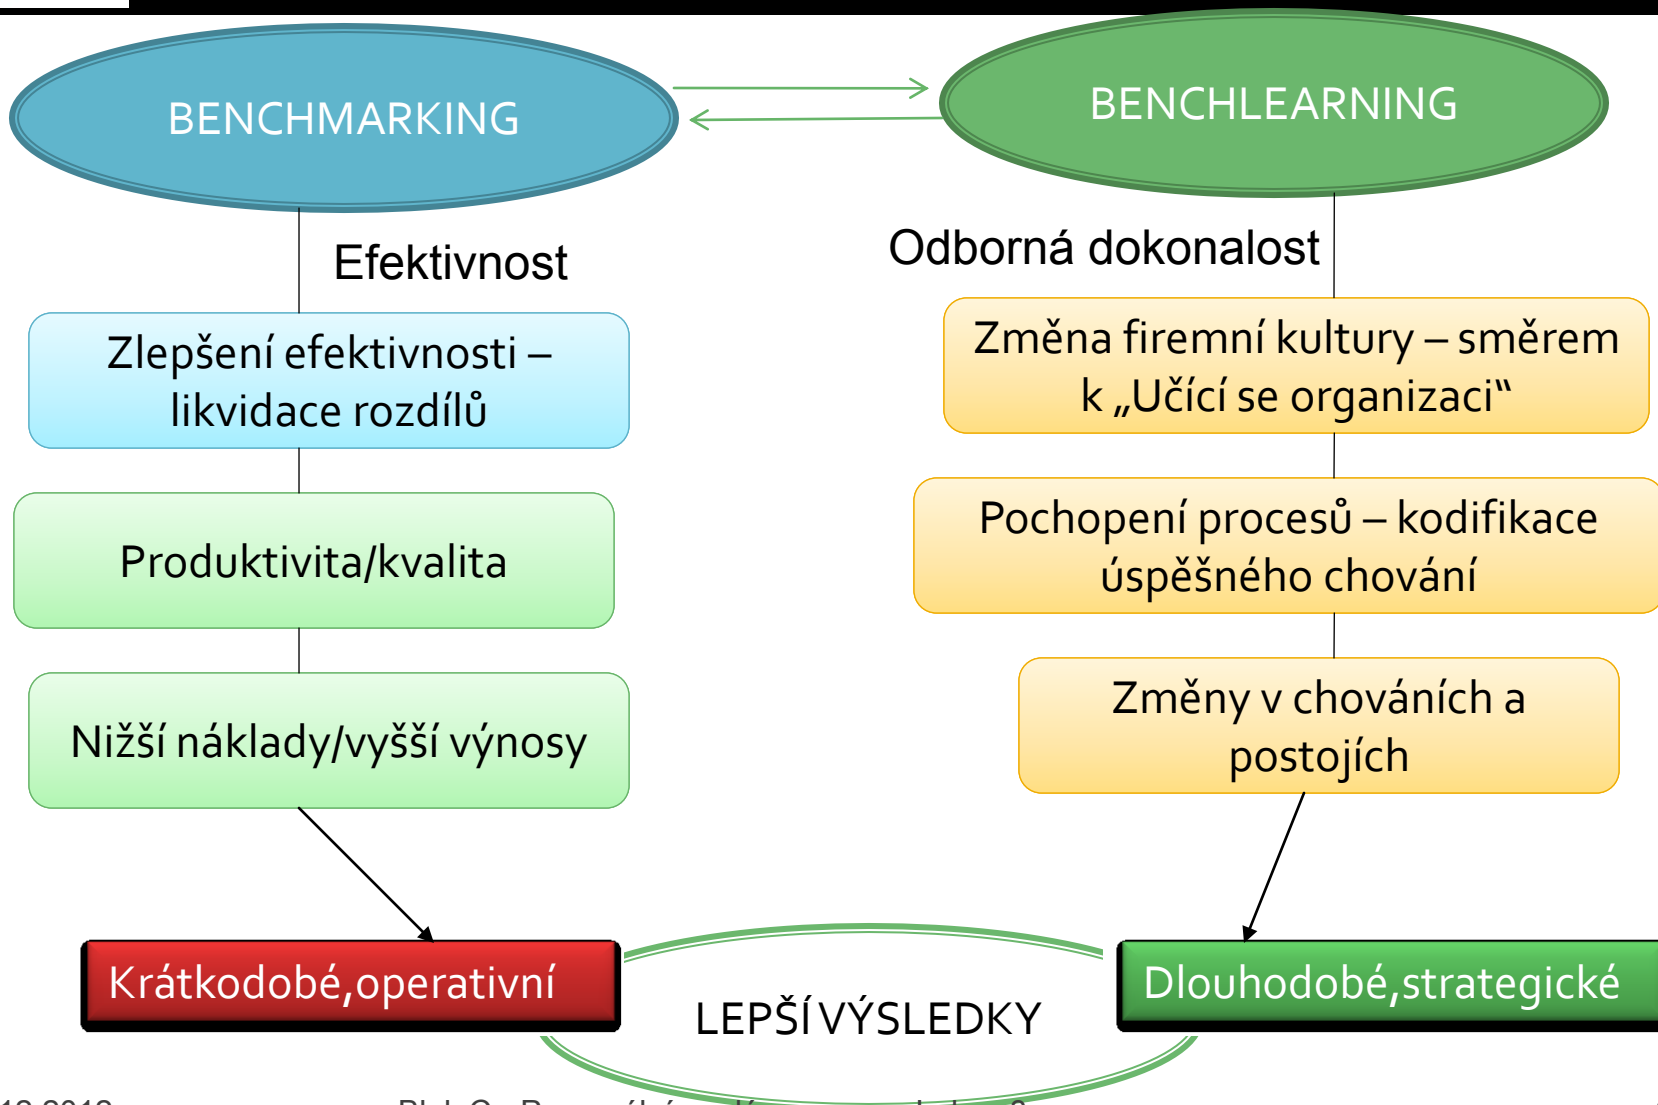 BENCHMARKING
BENCHLEARNING
Efektivnost
Odborná dokonalost
Zlepšení efektivnosti –
likvidace rozdílů
Změna firemní kultury – směrem
k „Učící se organizaci“
Produktivita/kvalita
Pochopení procesů – kodifikace
úspěšného chování
Nižší náklady/vyšší výnosy
Změny v chováních a
postojích
Krátkodobé,operativní
LEPŠÍ VÝSLEDKY
Dlouhodobé,strategické